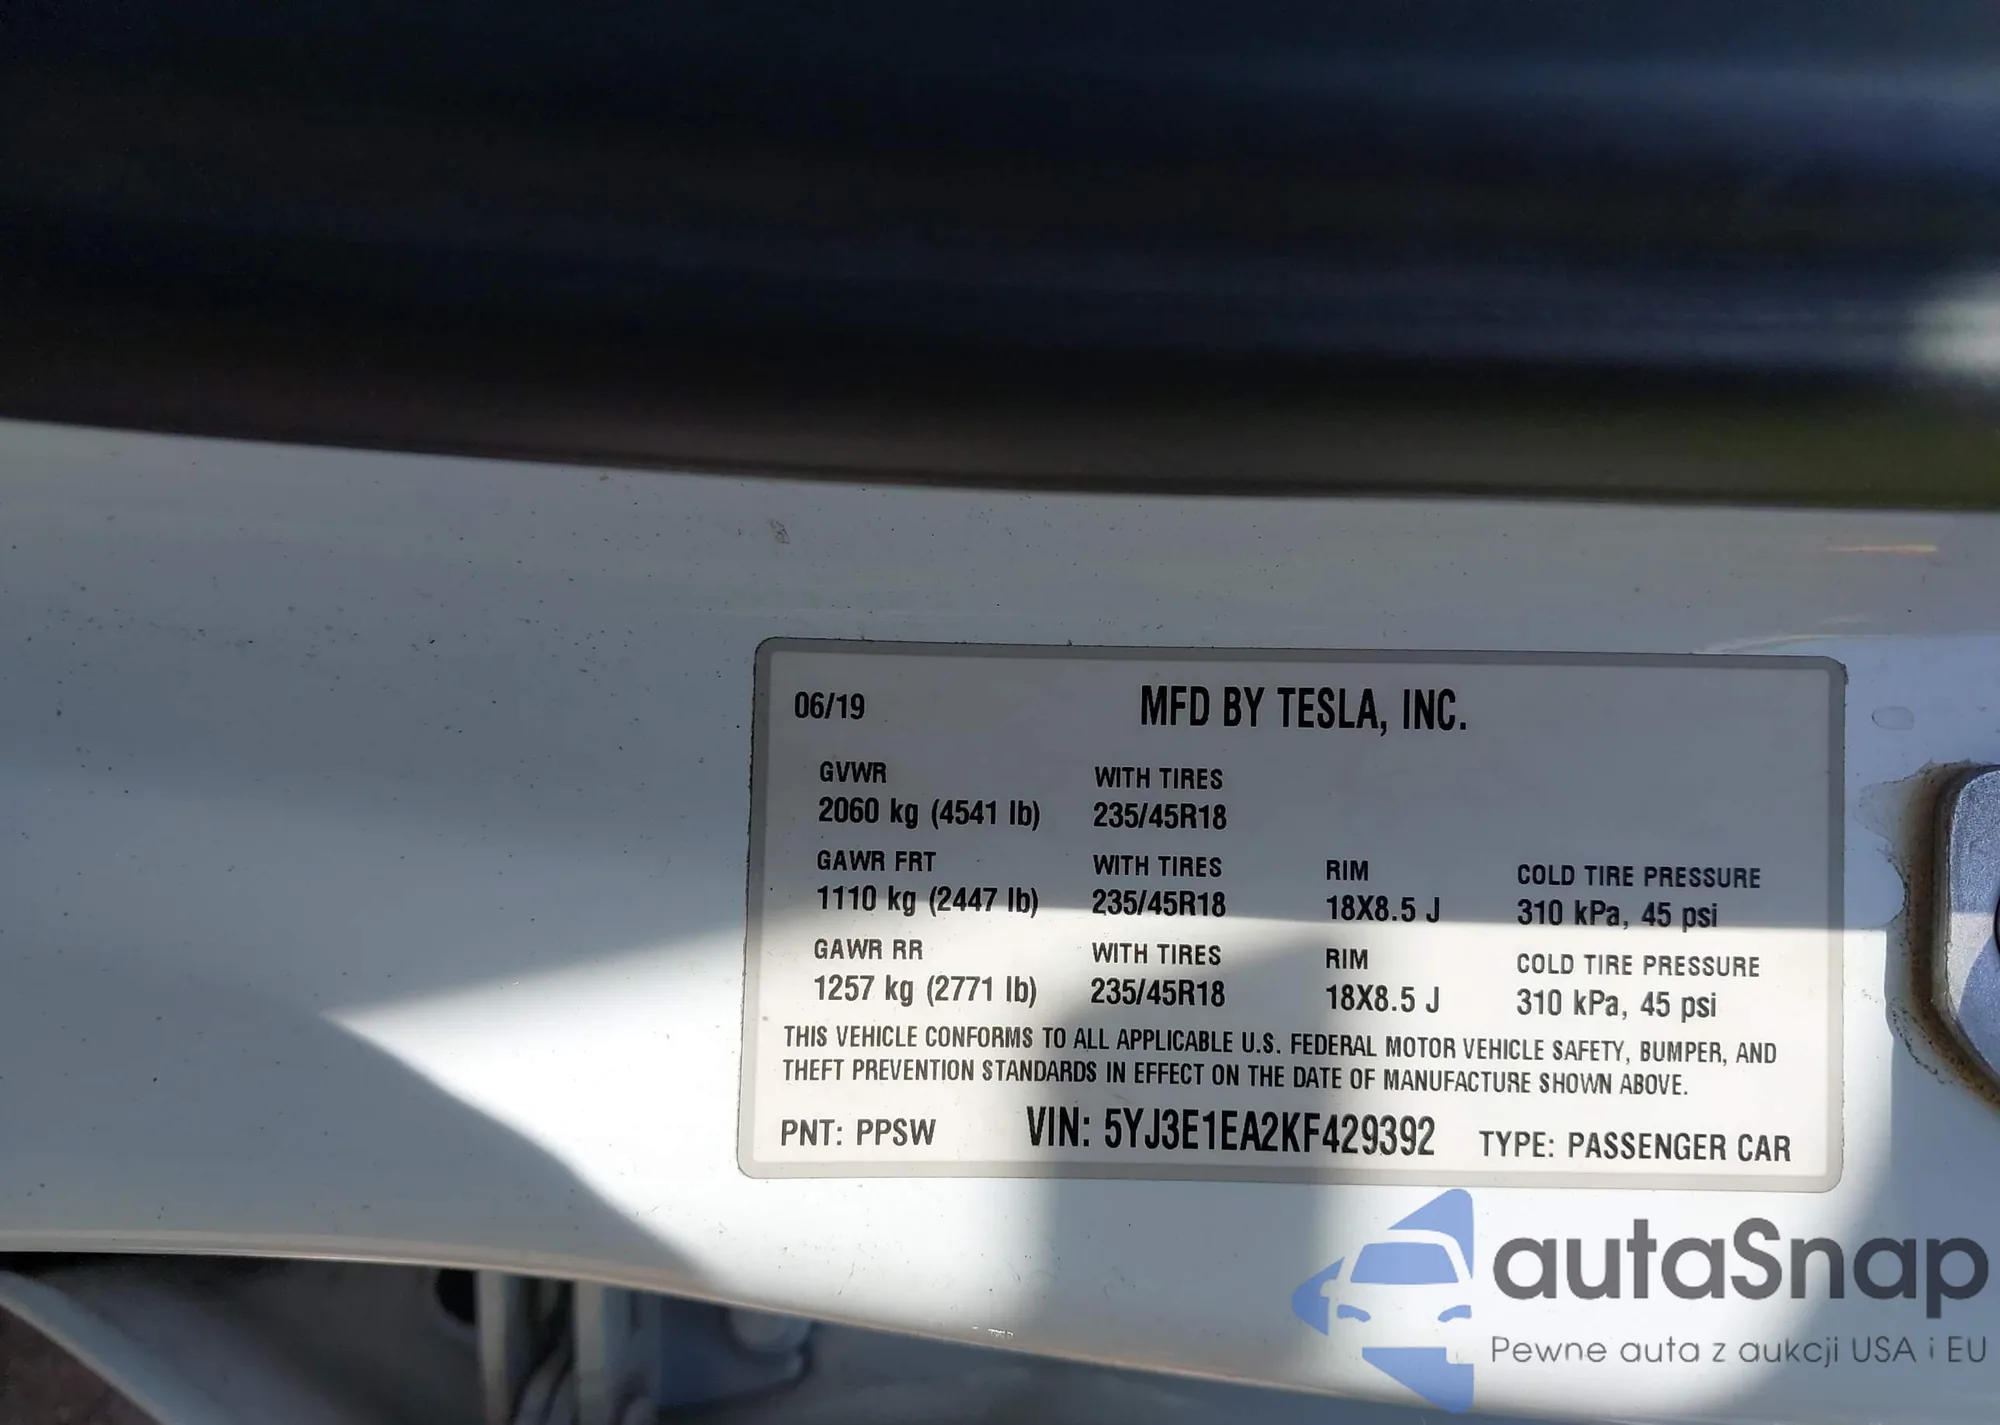 06/19 MFD BY TESLA, INC.
GVWR WITH TIRES
2060 kg (4541 lb) 235/45R18
GAWR FRT WITH TIRES RIM COLD TIRE PRESSURE
1110 kg (2447 lb) 235/45R18 18X8.5 J 310 kPa, 45 psi
GAWR RR WITH TIRES RIM COLD TIRE PRESSURE
1257 kg (2771 lb) 235/45R18 18X8.5 J 310 kPa, 45 psi
THIS VEHICLE CONFORMS TO ALL APPLICABLE U.S. FEDERAL MOTOR VEHICLE SAFETY, BUMPER, AND
THEFT PREVENTION STANDARDS IN EFFECT ON THE DATE OF MANUFACTURE SHOWN ABOVE.
PNT: PPSW VIN: 5YJ3E1EA2KF429392 TYPE: PASSENGER CAR
autaSnap
Pewne auta z aukcji USA i EU